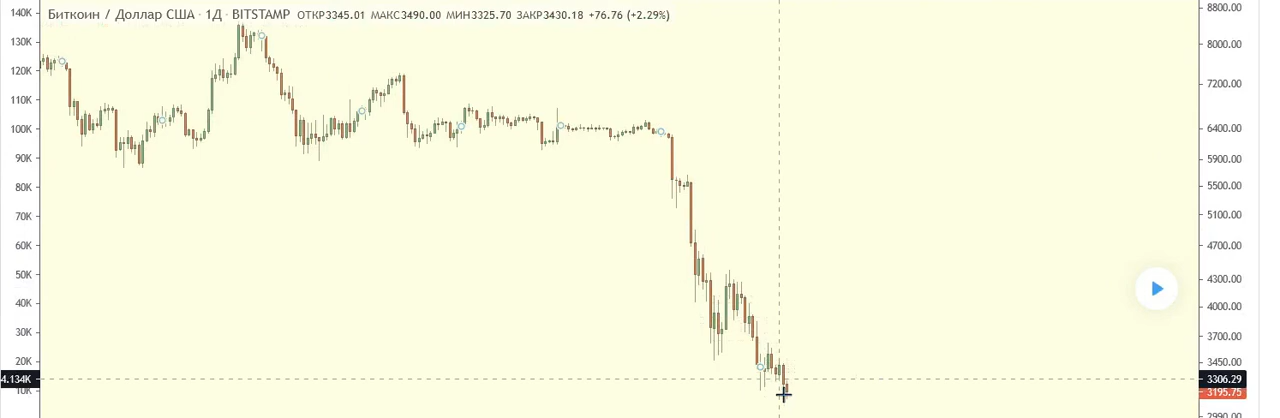 Биткоин / Доллар США · 1Д · BITSTAMP ОТКР3345.01 МАКС3490.00 МИН3325.70 ЗАКР3430.18 +76.76 (+2.29%)
140K
130K
120K
110K
100K
90K
80K
70K
60K
50K
40K
30K
20K
4.134K
10K
8800.00
8000.00
7200.00
6400.00
5900.00
5500.00
5100.00
4700.00
4300.00
4000.00
3700.00
3450.00
3306.29
3195.75
2990.00